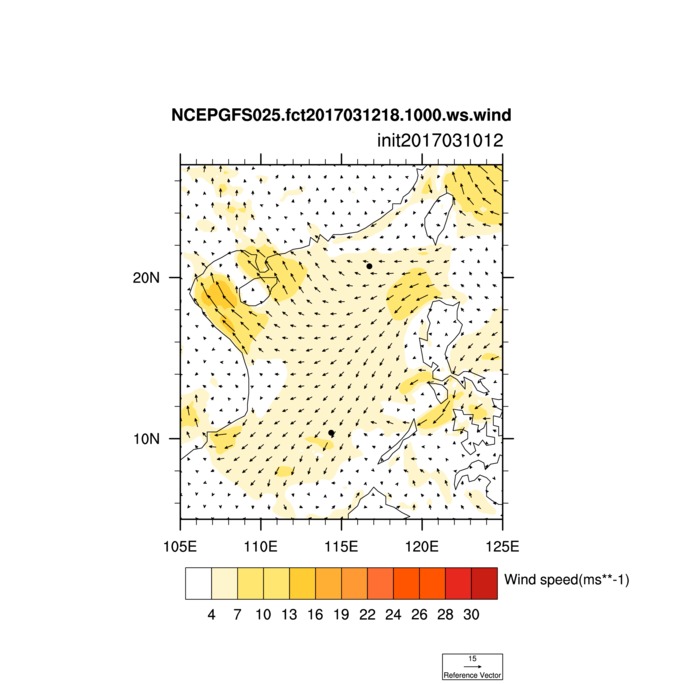 NCEPGFS025.fct2017031218.1000.ws.wind
init2017031012
20N
10N
105E 110E 115E 120E 125E
Wind speed(ms**-1)
4 7 10 13 16 19 22 24 26 28 30
15
Reference Vector